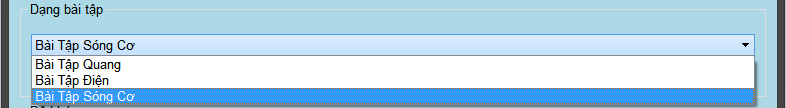 Dạng bài tập
Bài Tập Sóng Cơ
Bài Tập Quang
Bài Tập Điện
Bài Tập Sóng Cơ